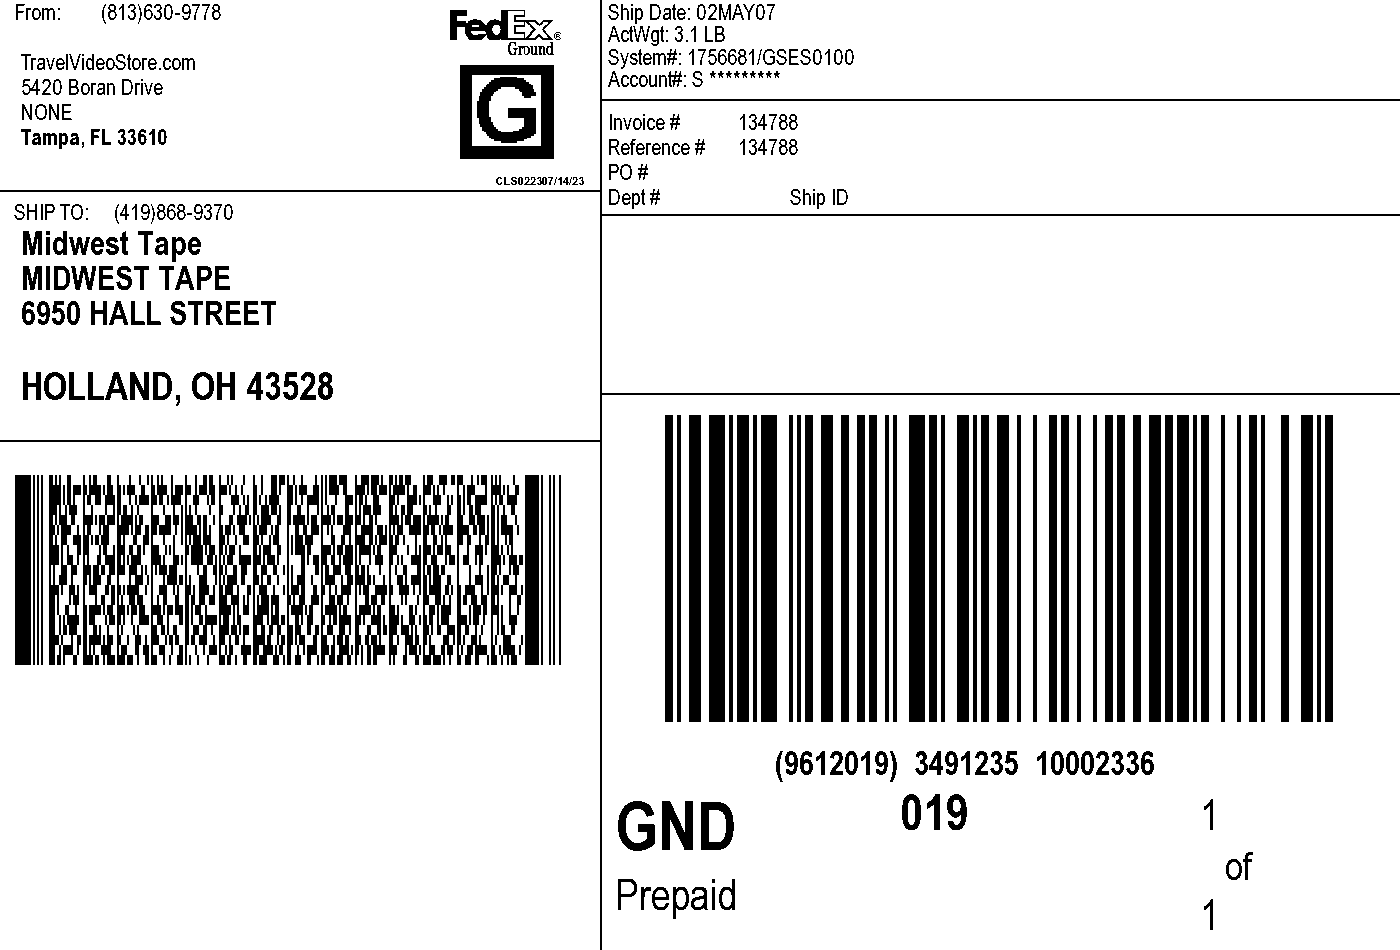 From: (813)630-9778
TravelVideoStore.com
5420 Boran Drive
NONE
Tampa, FL 33610
FedEx®
Ground
G
CLS022307/14/23
Ship Date: 02MAY07
ActWgt: 3.1 LB
System#: 1756681/GSES0100
Account#: S *********
Invoice # 134788
Reference # 134788
PO #
Dept # Ship ID
SHIP TO: (419)868-9370
Midwest Tape
MIDWEST TAPE
6950 HALL STREET
HOLLAND, OH 43528
(9612019) 3491235 10002336
GND 019 1
of
Prepaid 1